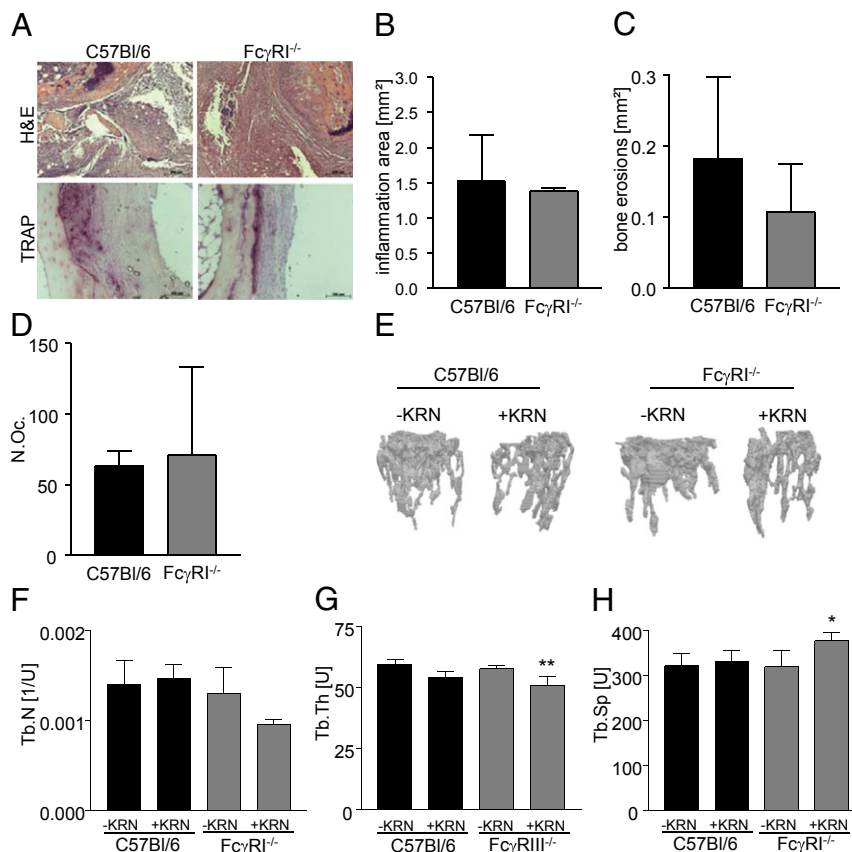 A
C57Bl/6
FcγRI-/-
H&E
TRAP
B
inflammation area [mm²]
3.0
2.5
2.0
1.5
1.0
0.5
0.0
C57Bl/6 FcγRI-/-
C
bone erosions [mm²]
0.3
0.2
0.1
0.0
C57Bl/6 FcγRI-/-
D
N.Oc.
150
100
50
0
C57Bl/6 FcγRI-/-
E
C57Bl/6
FcγRI-/-
-KRN +KRN
-KRN +KRN
F
Tb.N [1/U]
0.002
0.001
0.000
-KRN +KRN -KRN +KRN
C57Bl/6 FcγRI-/-
G
Tb.Th [U]
75
50
25
0
**
-KRN +KRN -KRN +KRN
C57Bl/6 FcγRIII-/-
H
Tb.Sp [U]
400
300
200
100
0
*
-KRN +KRN -KRN +KRN
C57Bl/6 FcγRI-/-